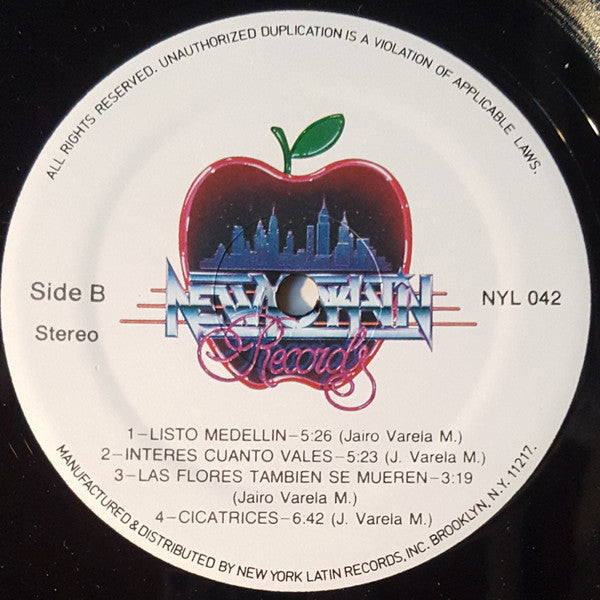 ALL RIGHTS RESERVED. UNAUTHORIZED DUPLICATION IS A VIOLATION OF APPLICABLE LAWS.
Side B
Stereo
NEW YORK LATIN
Records
NYL 042
1-LISTO MEDELLIN-5:26 (Jairo Varela M.)
2-INTERES CUANTO VALES-5:23 (J. Varela M.)
3-LAS FLORES TAMBIEN SE MUEREN-3:19
(Jairo Varela M.)
4-CICATRICES-6.42 (J. Varela M.)
MANUFACTURED & DISTRIBUTED BY NEW YORK LATIN RECORDS, INC. BROOKLYN, N.Y. 11217.